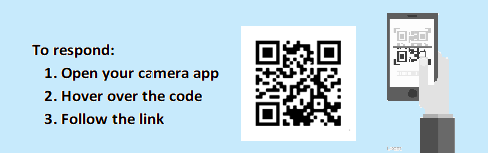 To respond:
1. Open your camera app
2. Hover over the code
3. Follow the link